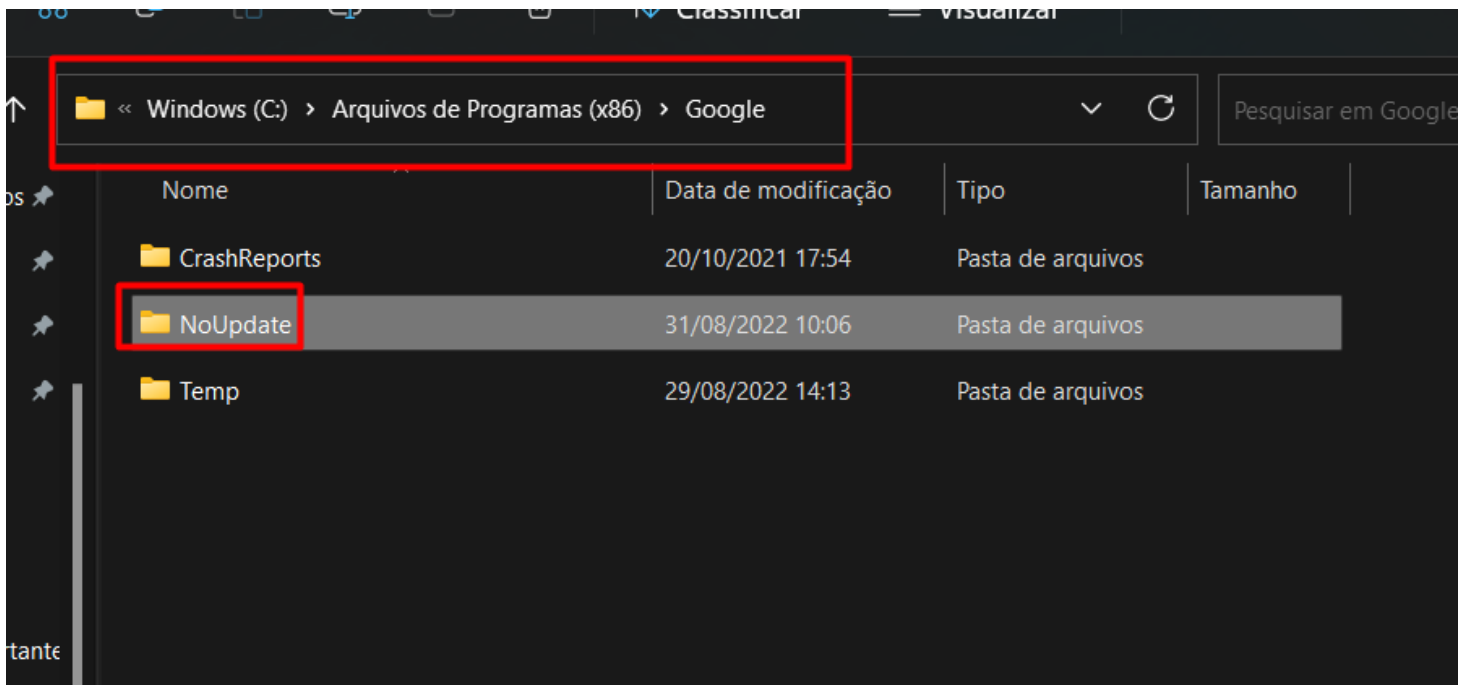 Classificar Visualizar
« Windows (C:) > Arquivos de Programas (x86) > Google Pesquisar em Google
Nome Data de modificação Tipo Tamanho
CrashReports 20/10/2021 17:54 Pasta de arquivos
NoUpdate 31/08/2022 10:06 Pasta de arquivos
Temp 29/08/2022 14:13 Pasta de arquivos